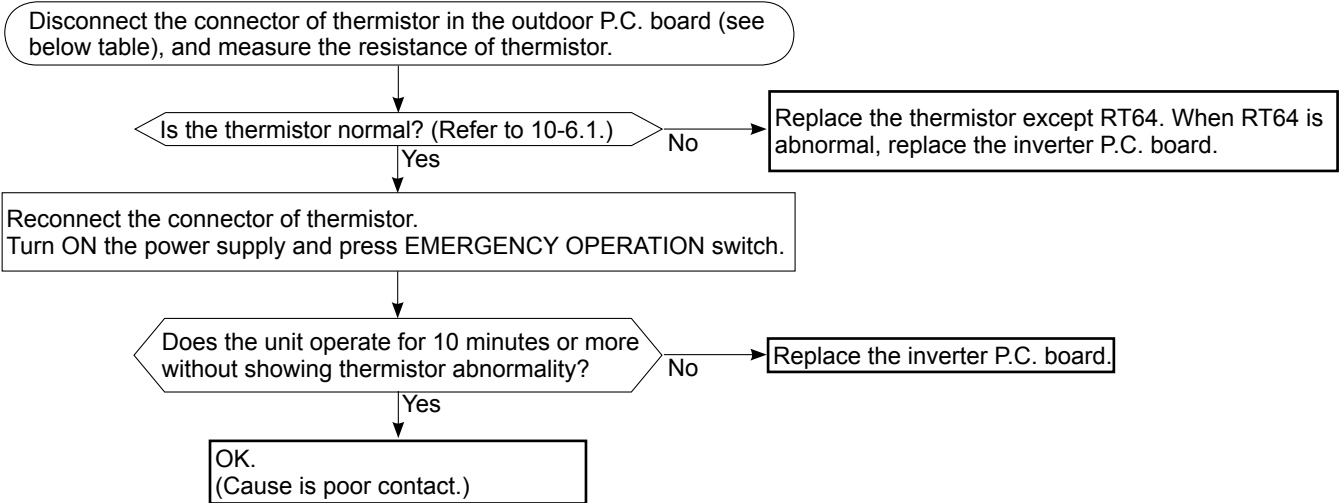 Disconnect the connector of thermistor in the outdoor P.C. board (see
below table), and measure the resistance of thermistor.
Is the thermistor normal? (Refer to 10-6.1.)
No
Replace the thermistor except RT64. When RT64 is
abnormal, replace the inverter P.C. board.
Yes
Reconnect the connector of thermistor.
Turn ON the power supply and press EMERGENCY OPERATION switch.
Does the unit operate for 10 minutes or more
without showing thermistor abnormality?
No
Replace the inverter P.C. board.
Yes
OK.
(Cause is poor contact.)